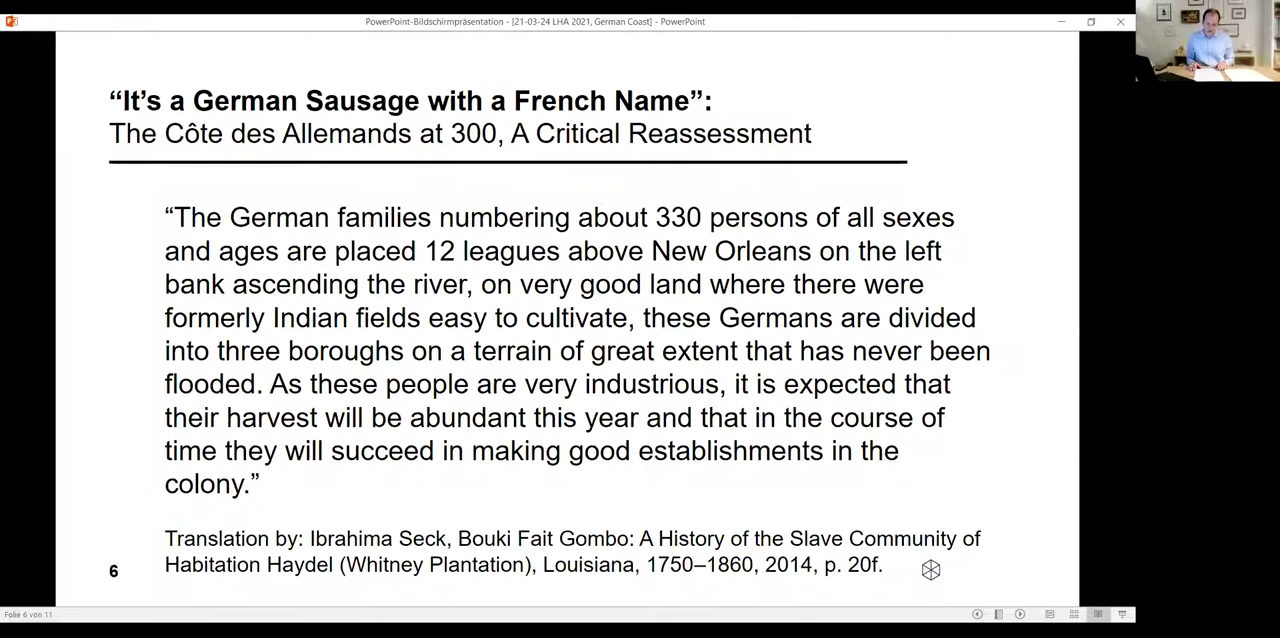 PowerPoint-Bildschirmpräsentation - [21-03-24 LHA 2021, German Coast] - PowerPoint
“It’s a German Sausage with a French Name”:
The Côte des Allemands at 300, A Critical Reassessment
“The German families numbering about 330 persons of all sexes
and ages are placed 12 leagues above New Orleans on the left
bank ascending the river, on very good land where there were
formerly Indian fields easy to cultivate, these Germans are divided
into three boroughs on a terrain of great extent that has never been
flooded. As these people are very industrious, it is expected that
their harvest will be abundant this year and that in the course of
time they will succeed in making good establishments in the
colony.”
Translation by: Ibrahima Seck, Bouki Fait Gombo: A History of the Slave Community of
Habitation Haydel (Whitney Plantation), Louisiana, 1750–1860, 2014, p. 20f.
6
Folie 6 von 11